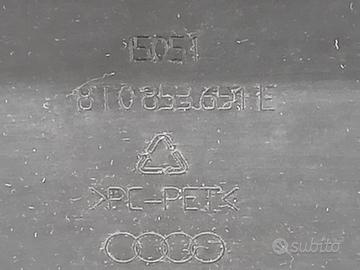 8T0 853.651 E
>PC-PET<
subito